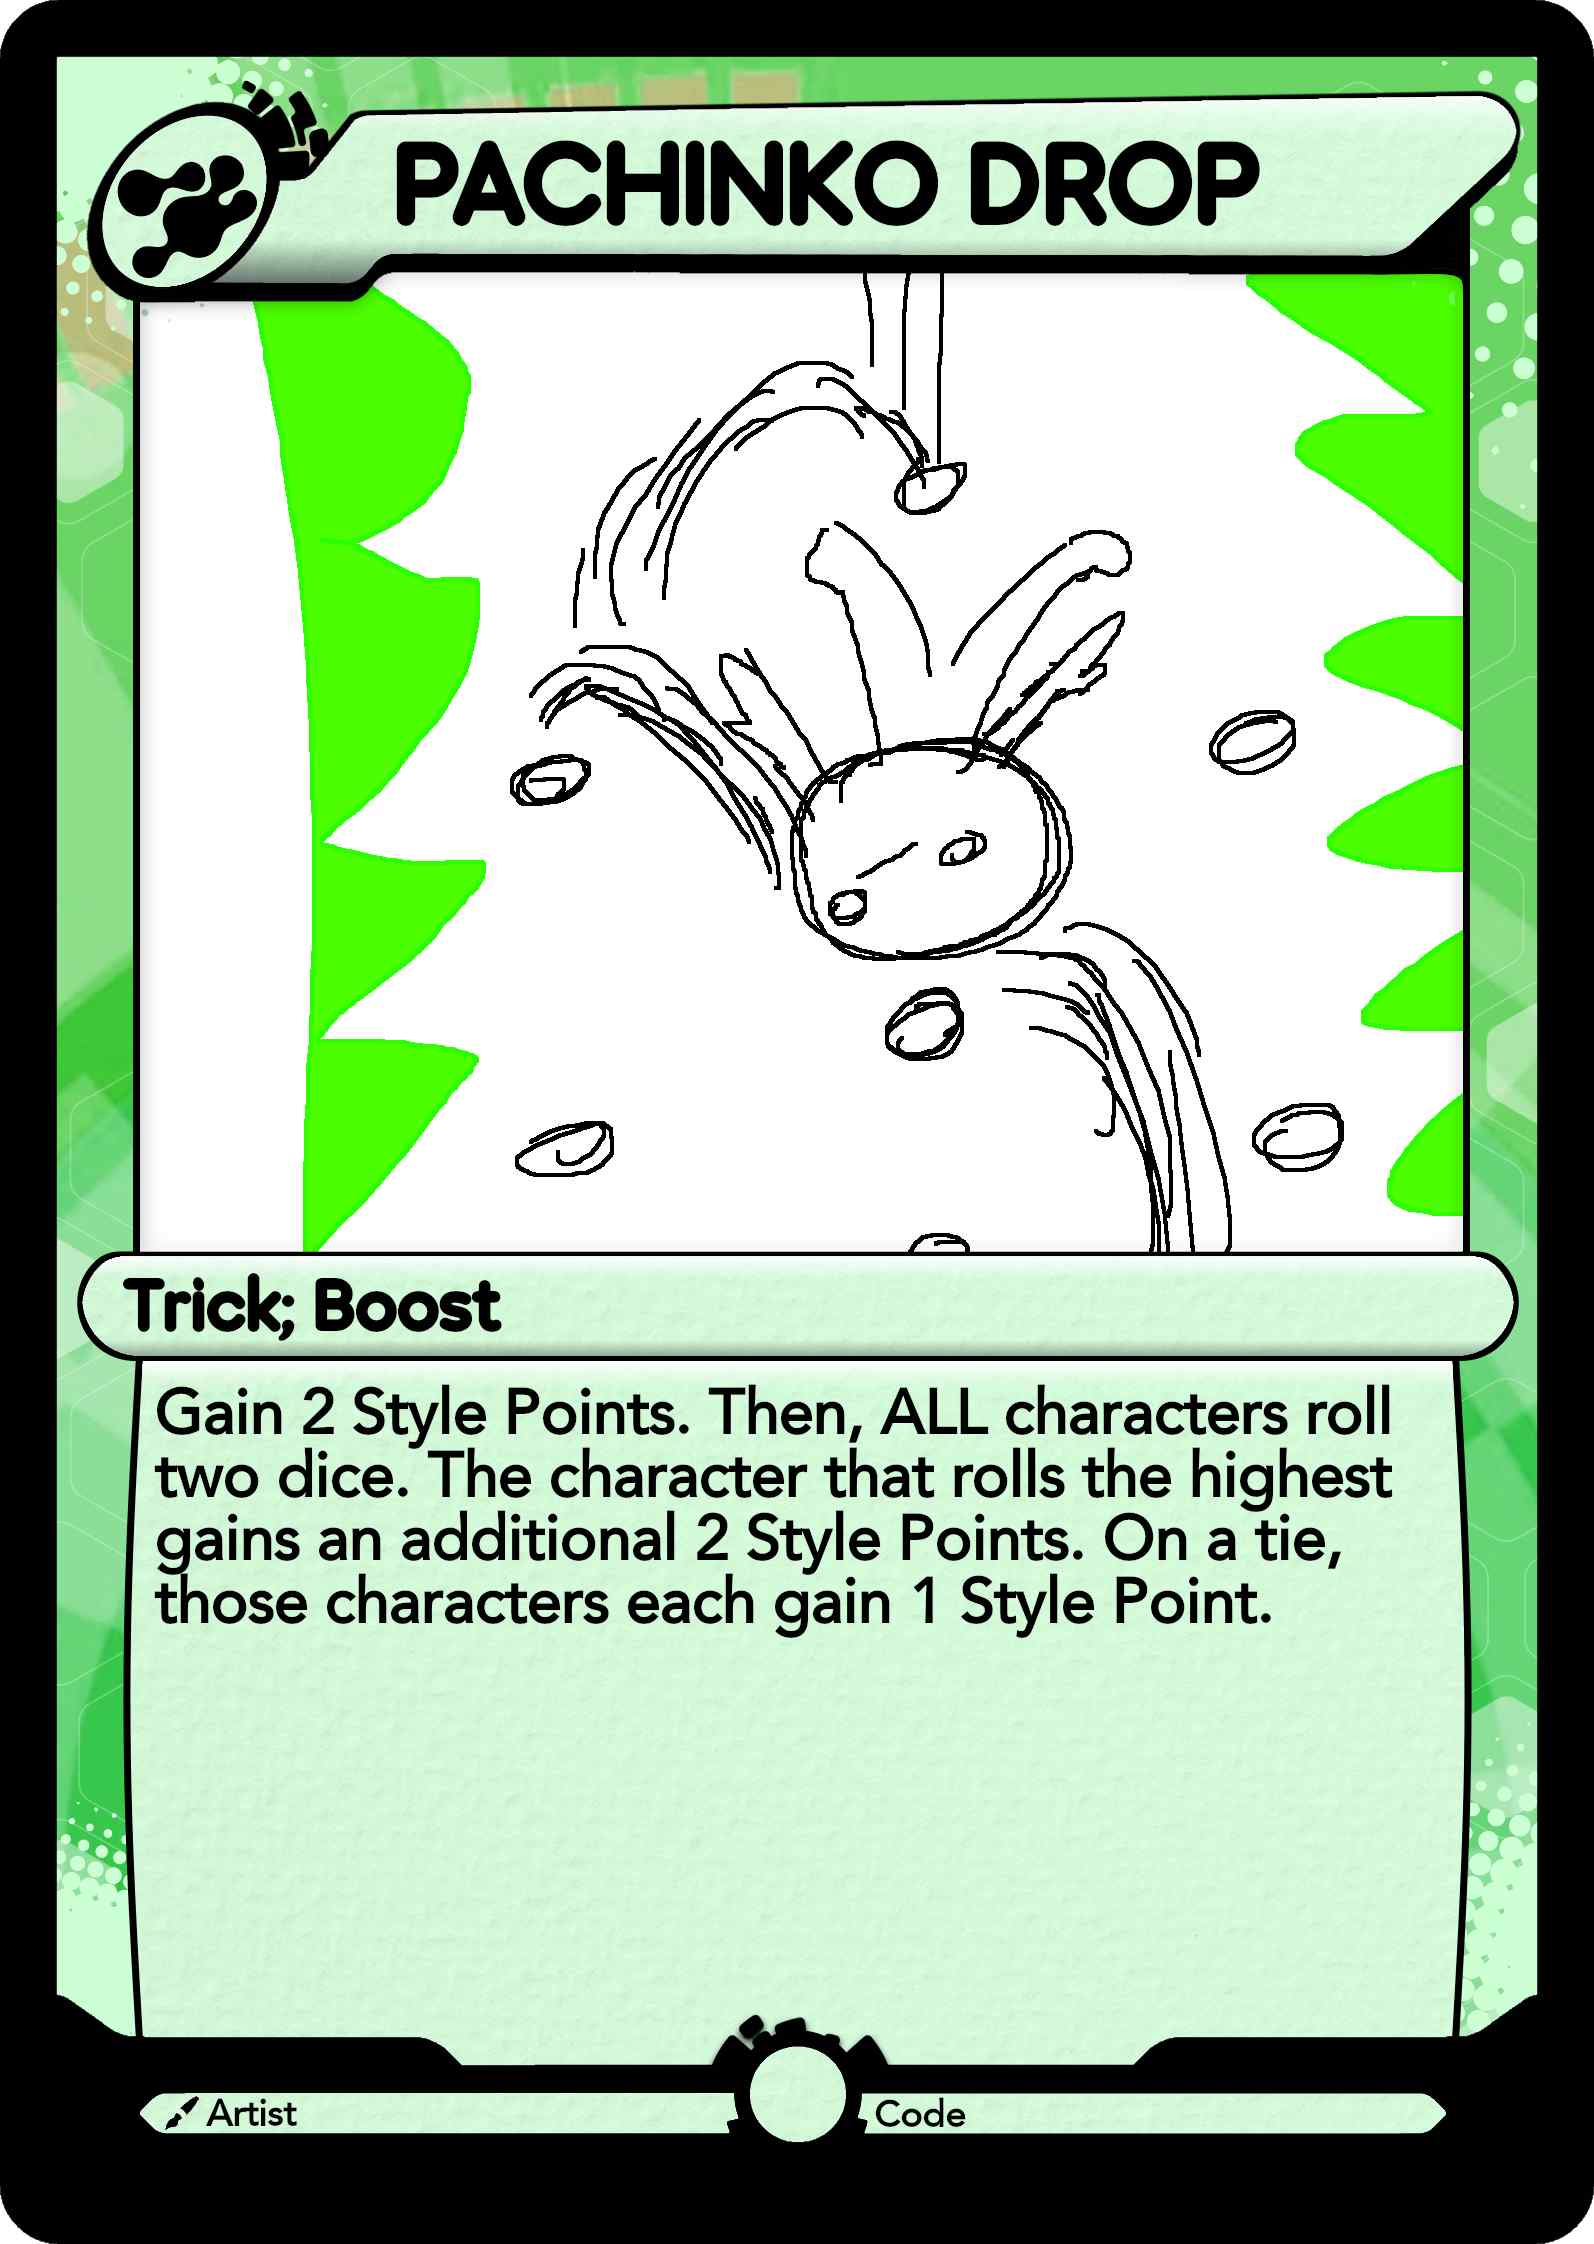 PACHINKO DROP
Trick; Boost
Gain 2 Style Points. Then, ALL characters roll
two dice. The character that rolls the highest
gains an additional 2 Style Points. On a tie,
those characters each gain 1 Style Point.
Artist
Code